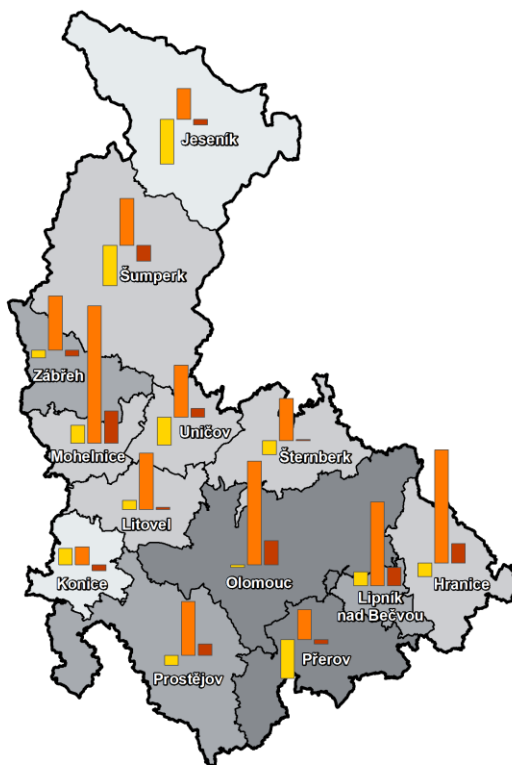 Jeseník
Šumperk
Zábřeh
Mohelnice
Uničov
Šternberk
Litovel
Konice
Olomouc
Lipník
nad Bečvou
Hranice
Prostějov
Přerov